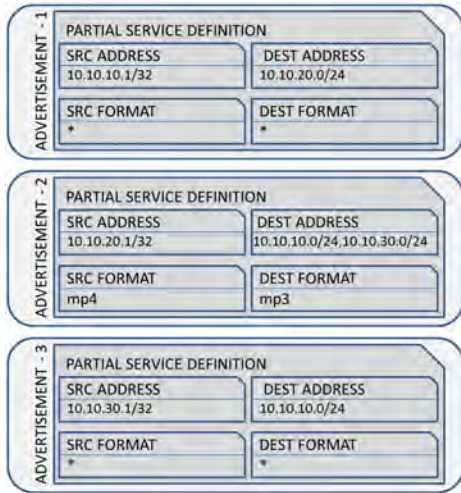 ADVERTISEMENT - 1
PARTIAL SERVICE DEFINITION
SRC ADDRESS
10.10.10.1/32
DEST ADDRESS
10.10.20.0/24
SRC FORMAT
*
DEST FORMAT
*
ADVERTISEMENT - 2
PARTIAL SERVICE DEFINITION
SRC ADDRESS
10.10.20.1/32
DEST ADDRESS
10.10.10.0/24,10.10.30.0/24
SRC FORMAT
mp4
DEST FORMAT
mp3
ADVERTISEMENT - 3
PARTIAL SERVICE DEFINITION
SRC ADDRESS
10.10.30.1/32
DEST ADDRESS
10.10.10.0/24
SRC FORMAT
*
DEST FORMAT
*